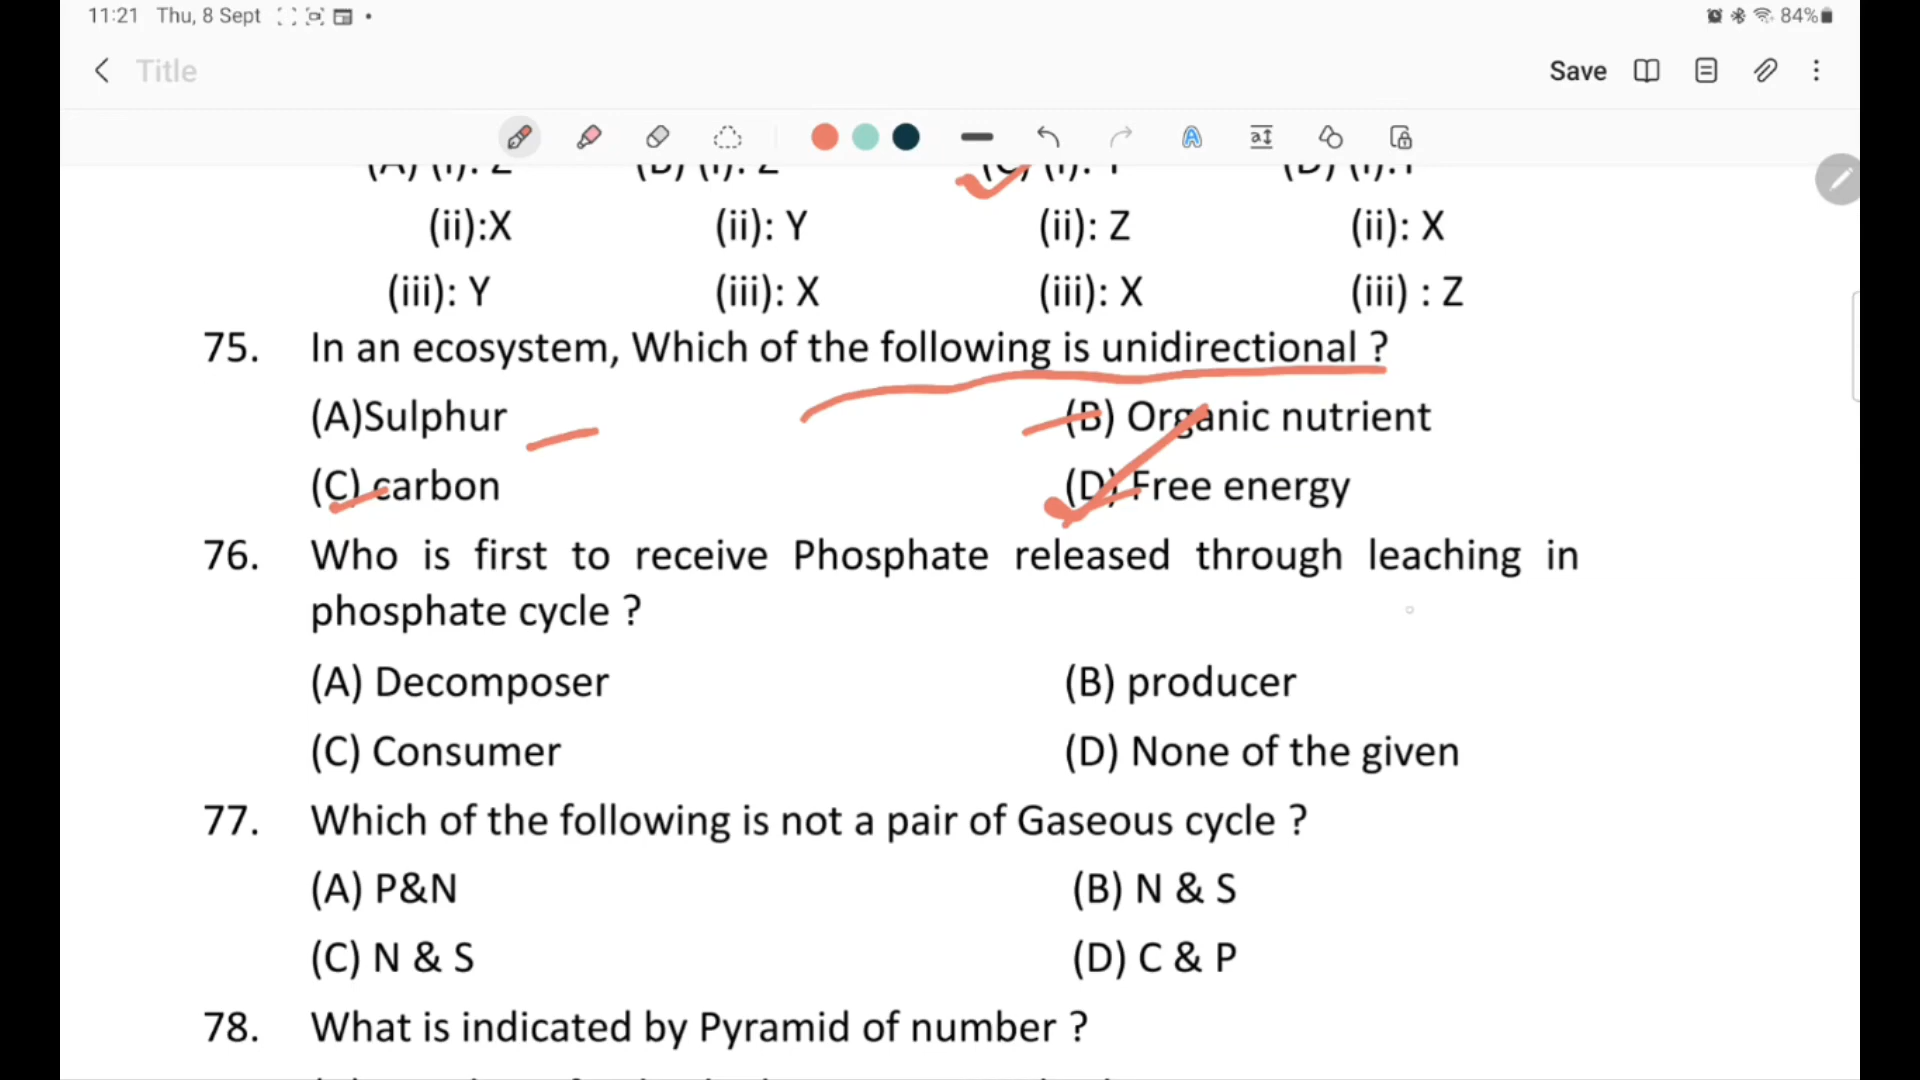 11:21 Thu, 8 Sept 84%
Title Save
(A) (i): Z (B) (i): Z (C) (i): Y (D) (i):Y
(ii):X (ii): Y (ii): Z (ii): X
(iii): Y (iii): X (iii): X (iii) : Z
75. In an ecosystem, Which of the following is unidirectional ?
(A)Sulphur (B) Organic nutrient
(C) carbon (D) Free energy
76. Who is first to receive Phosphate released through leaching in
phosphate cycle ?
(A) Decomposer (B) producer
(C) Consumer (D) None of the given
77. Which of the following is not a pair of Gaseous cycle ?
(A) P&N (B) N & S
(C) N & S (D) C & P
78. What is indicated by Pyramid of number ?